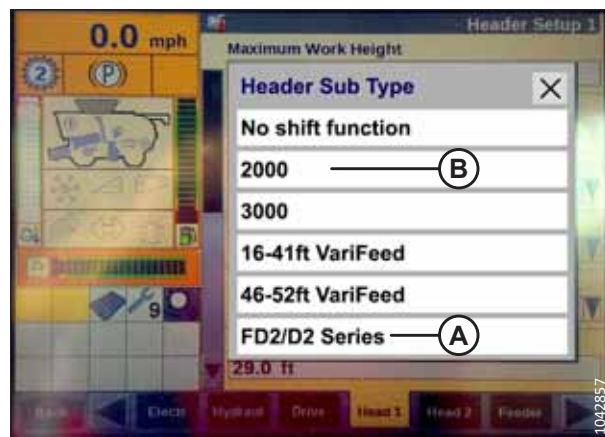 0.0 mph
Header Setup 1
Maximum Work Height
2
P
Header Sub Type
No shift function
2000
B
3000
16-41ft VariFeed
46-52ft VariFeed
9
FD2/D2 Series
A
29.0 ft
Back
Electr
Hydraul
Drive
Head 1
Head 2
Feeder
1042857